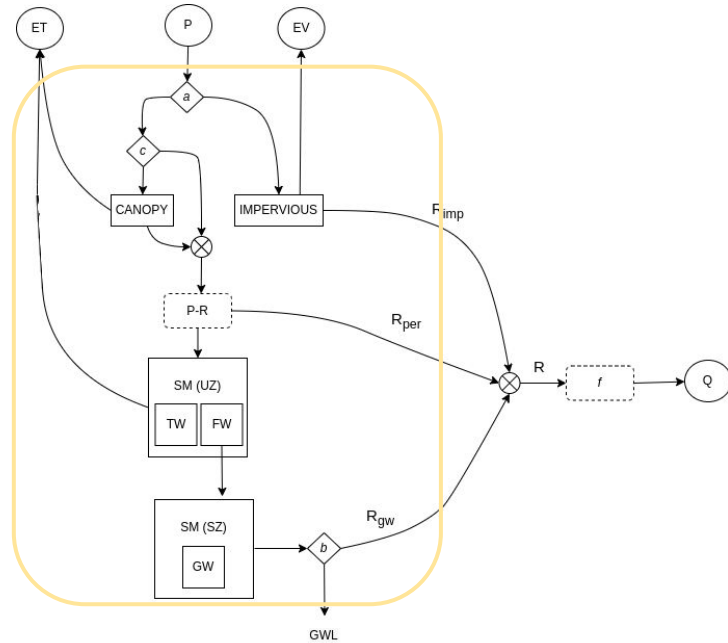 ET
P
EV
a
c
CANOPY
IMPERVIOUS
R_imp
P-R
R_per
SM (UZ)
TW
FW
R
f
Q
SM (SZ)
GW
b
R_gw
GWL